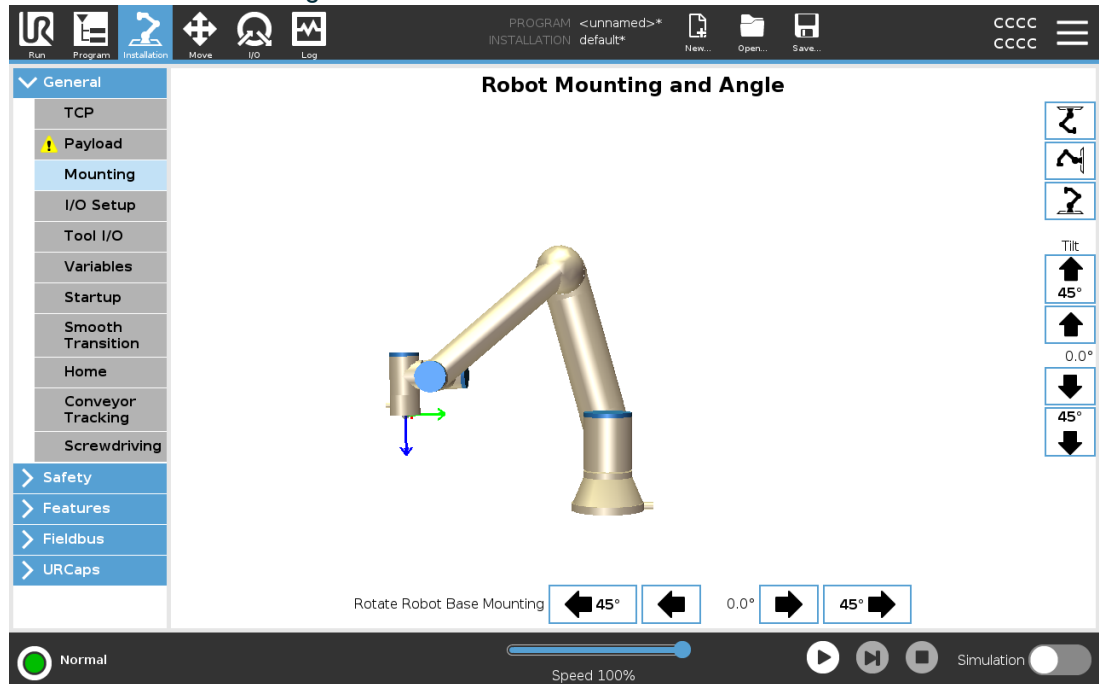 PROGRAM <unnamed>*
INSTALLATION default*
CCCC
CCCC
Run
Program
Installation
Move
I/O
Log
New...
Open...
Save...
General
TCP
Payload
Mounting
I/O Setup
Tool I/O
Variables
Startup
Smooth
Transition
Home
Conveyor
Tracking
Screwdriving
Safety
Features
Fieldbus
URCaps
Robot Mounting and Angle
Tilt
45°
0.0°
45°
Rotate Robot Base Mounting 45° 0.0° 45°
Normal
Speed 100%
Simulation